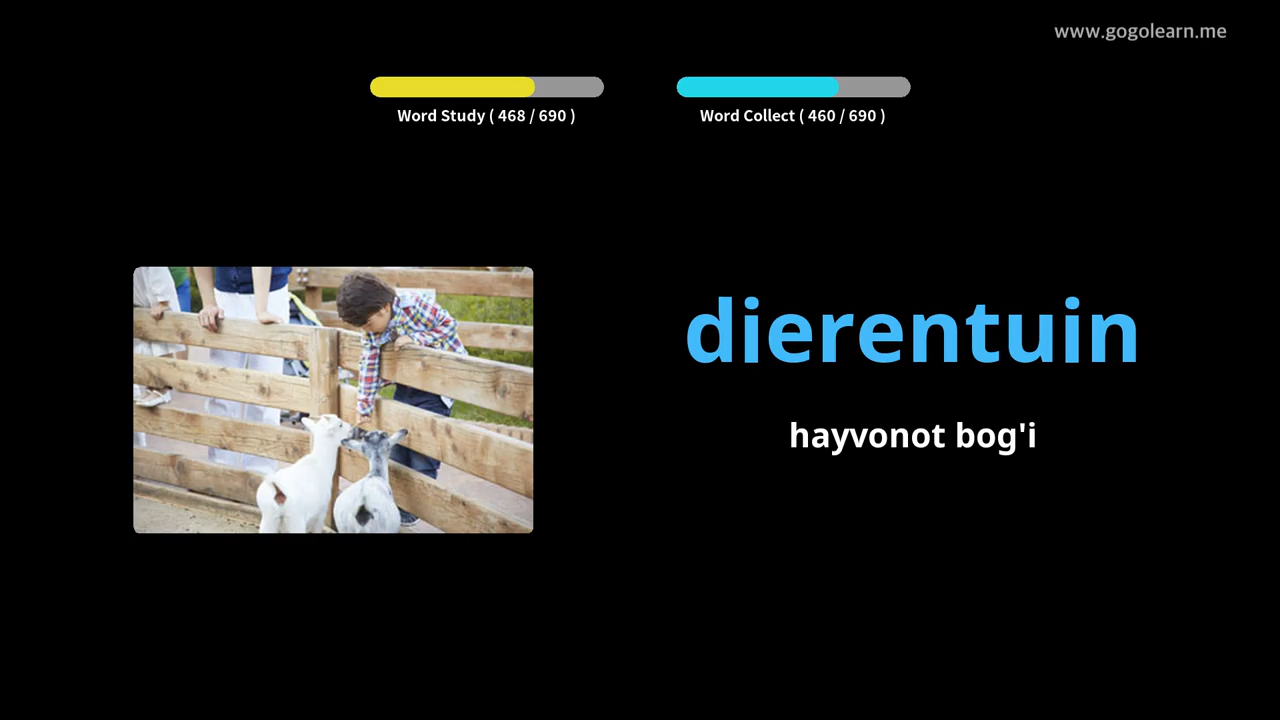 www.gogolearn.me
Word Study ( 468 / 690 )
Word Collect ( 460 / 690 )
dierentuin
hayvonot bog'i